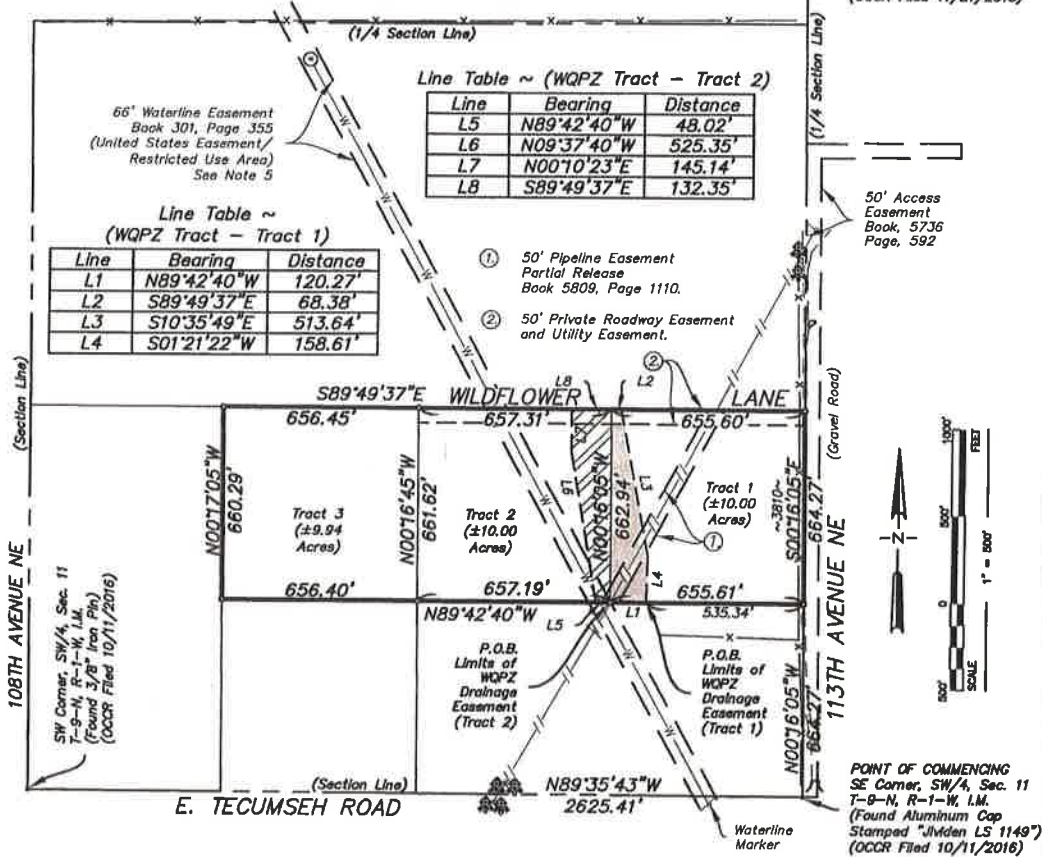 (1/4 Section Line)
(1/4 Section Line)
66' Waterline Easement
Book 301, Page 355
(United States Easement/
Restricted Use Area)
See Note 5
Line Table ~ (WQPZ Tract - Tract 2)
Line Bearing Distance
L5 N89°42'40"W 48.02'
L6 N09°37'40"W 525.35'
L7 N00°10'23"E 145.14'
L8 S89°49'37"E 132.35'
50' Access
Easement
Book, 5736
Page, 592
Line Table ~
(WQPZ Tract - Tract 1)
Line Bearing Distance
L1 N89°42'40"W 120.27'
L2 S89°49'37"E 68.38'
L3 S10°35'49"E 513.64'
L4 S01°21'22"W 158.61'
1. 50' Pipeline Easement
Partial Release
Book 5809, Page 1110.
2. 50' Private Roadway Easement
and Utility Easement.
(Section Line)
S89°49'37"E WILDFLOWER LANE
L8 L2 2
656.45' 657.31' 655.60'
(Gravel Road)
N00°17'05"W
660.29'
Tract 3
(±9.94
Acres)
N00°16'45"W
661.62'
Tract 2
(±10.00
Acres)
L7
L6
N00°16'05"W
662.94'
L3
Tract 1
(±10.00
Acres)
1
L4
~3810~
S00°16'05"E
664.27'
656.40' 657.19' 655.61'
N89°42'40"W L5 L1 535.34'
1000'
500'
0
500'
FEET
SCALE
1" = 500'
N
108TH AVENUE NE
SW Corner, SW/4, Sec. 11
T-9-N, R-1-W, I.M.
(Found 3/8" Iron Pin)
(OCCR Filed 10/11/2016)
P.O.B.
Limits of
WQPZ
Drainage
Easement
(Tract 2)
P.O.B.
Limits of
WQPZ
Drainage
Easement
(Tract 1)
N00°16'05"W
664.27'
113TH AVENUE NE
(Section Line)
N89°35'43"W
2625.41'
E. TECUMSEH ROAD
Waterline
Marker
POINT OF COMMENCING
SE Corner, SW/4, Sec. 11
T-9-N, R-1-W, I.M.
(Found Aluminum Cap
Stamped "JWden LS 1149")
(OCCR Filed 10/11/2016)